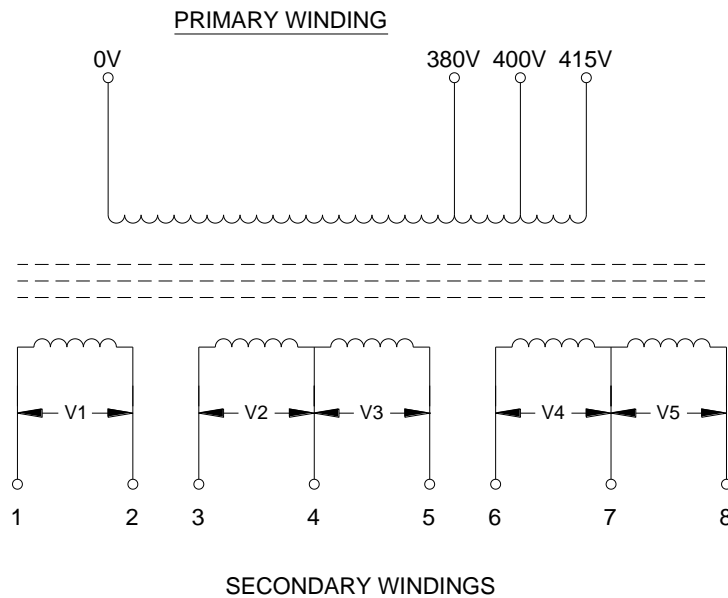 PRIMARY WINDING
0V 380V 400V 415V
V1 V2 V3 V4 V5
1 2 3 4 5 6 7 8
SECONDARY WINDINGS